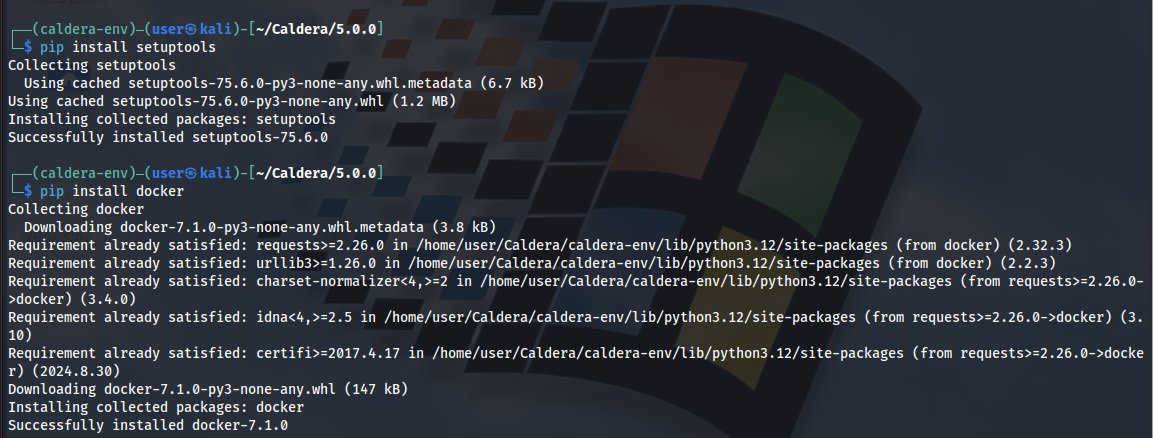 ┌──(caldera-env)─(user㉿kali)-[~/Caldera/5.0.0]
└─$ pip install setuptools
Collecting setuptools
  Using cached setuptools-75.6.0-py3-none-any.whl.metadata (6.7 kB)
Using cached setuptools-75.6.0-py3-none-any.whl (1.2 MB)
Installing collected packages: setuptools
Successfully installed setuptools-75.6.0
┌──(caldera-env)─(user㉿kali)-[~/Caldera/5.0.0]
└─$ pip install docker
Collecting docker
  Downloading docker-7.1.0-py3-none-any.whl.metadata (3.8 kB)
Requirement already satisfied: requests>=2.26.0 in /home/user/Caldera/caldera-env/lib/python3.12/site-packages (from docker) (2.32.3)
Requirement already satisfied: urllib3>=1.26.0 in /home/user/Caldera/caldera-env/lib/python3.12/site-packages (from docker) (2.2.3)
Requirement already satisfied: charset-normalizer<4,>=2 in /home/user/Caldera/caldera-env/lib/python3.12/site-packages (from requests>=2.26.0-
>docker) (3.4.0)
Requirement already satisfied: idna<4,>=2.5 in /home/user/Caldera/caldera-env/lib/python3.12/site-packages (from requests>=2.26.0->docker) (3.
10)
Requirement already satisfied: certifi>=2017.4.17 in /home/user/Caldera/caldera-env/lib/python3.12/site-packages (from requests>=2.26.0->docke
r) (2024.8.30)
Downloading docker-7.1.0-py3-none-any.whl (147 kB)
Installing collected packages: docker
Successfully installed docker-7.1.0